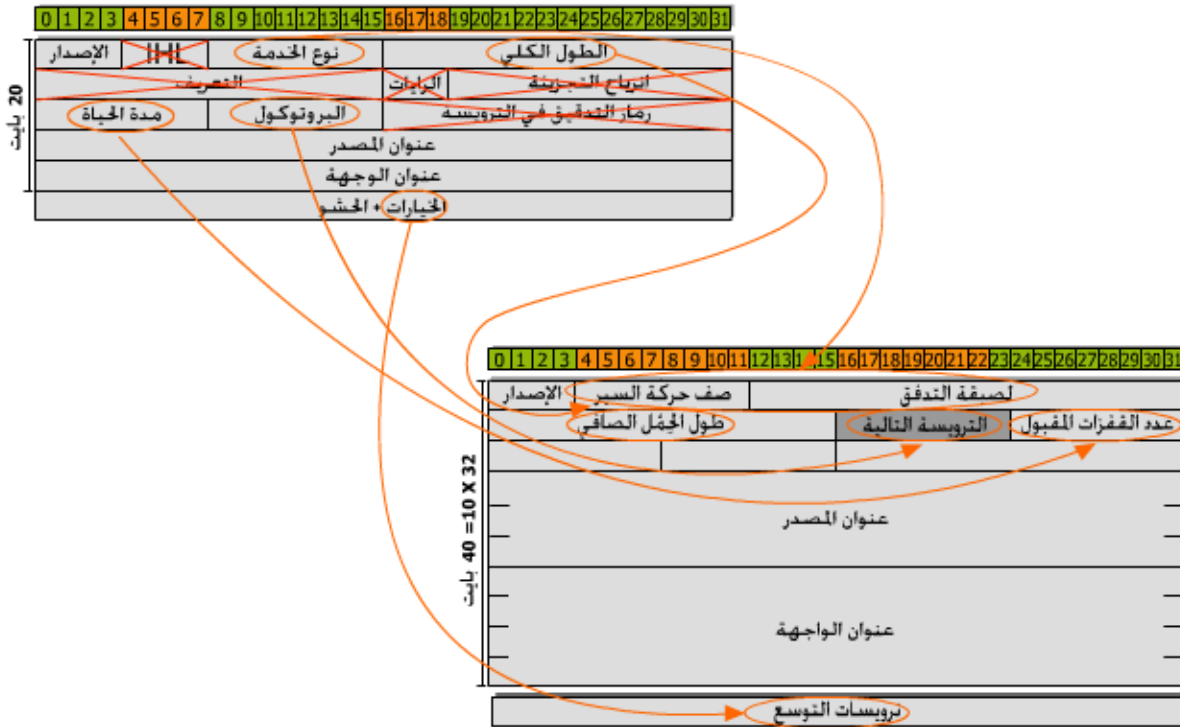 0 1 2 3 4 5 6 7 8 9 10 11 12 13 14 15 16 17 18 19 20 21 22 23 24 25 26 27 28 29 30 31
الإصدار IHL نوع الخدمة الطول الكلي
التعريف الرايات انزياح التجزيئة
مدة الحياة البروتوكول رماز التدقيق في الترويسة
عنوان المصدر
عنوان الوجهة
الخيارات + الحشو
20 بايت
0 1 2 3 4 5 6 7 8 9 10 11 12 13 14 15 16 17 18 19 20 21 22 23 24 25 26 27 28 29 30 31
الإصدار صف حركة السير لصيقة التدفق
طول الحِمْل الصافي الترويسة التالية عدد القفزات المقبول
عنوان المصدر
عنوان الواجهة
40 =10 X 32 بايت
ترويسات التوسع